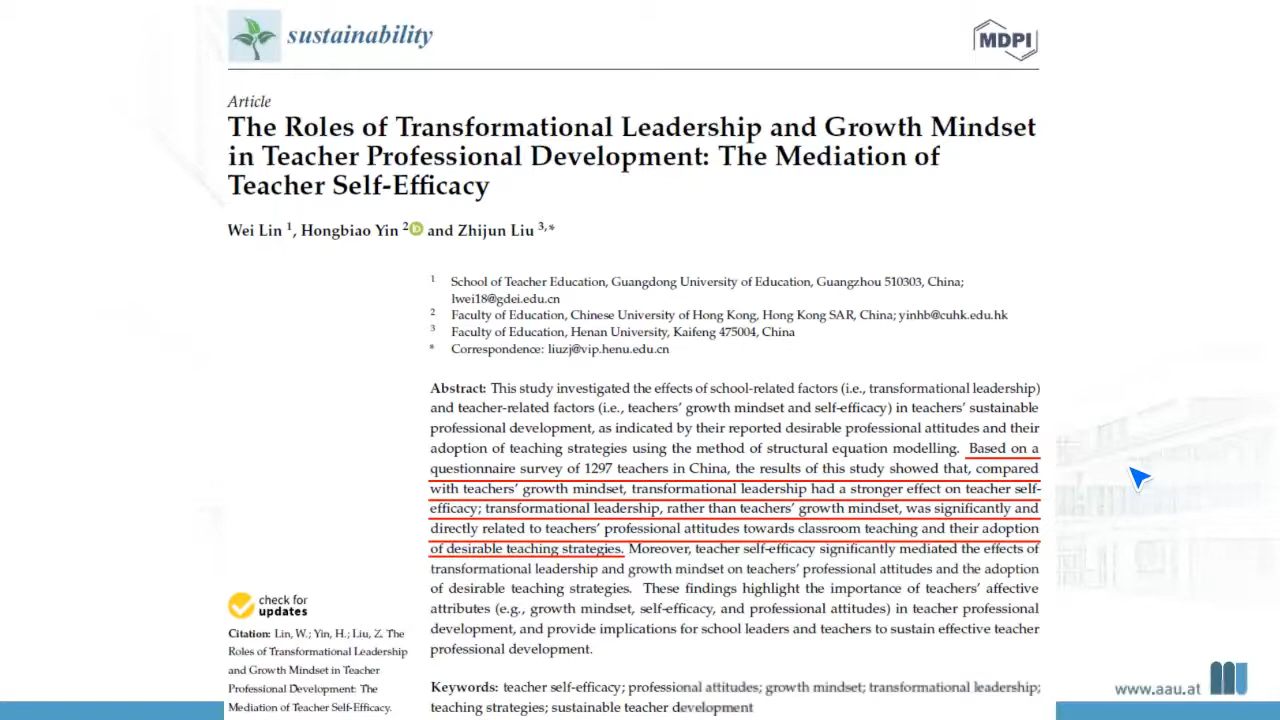 sustainability
MDPI
Article
The Roles of Transformational Leadership and Growth Mindset
in Teacher Professional Development: The Mediation of
Teacher Self-Efficacy
Wei Lin 1, Hongbiao Yin 2 iD and Zhijun Liu 3,*
1 School of Teacher Education, Guangdong University of Education, Guangzhou 510303, China;
lwei18@gdei.edu.cn
2 Faculty of Education, Chinese University of Hong Kong, Hong Kong SAR, China; yinhb@cuhk.edu.hk
3 Faculty of Education, Henan University, Kaifeng 475004, China
* Correspondence: liuzj@vip.henu.edu.cn
Abstract: This study investigated the effects of school-related factors (i.e., transformational leadership)
and teacher-related factors (i.e., teachers' growth mindset and self-efficacy) in teachers' sustainable
professional development, as indicated by their reported desirable professional attitudes and their
adoption of teaching strategies using the method of structural equation modelling. Based on a
questionnaire survey of 1297 teachers in China, the results of this study showed that, compared
with teachers' growth mindset, transformational leadership had a stronger effect on teacher self-
efficacy; transformational leadership, rather than teachers' growth mindset, was significantly and
directly related to teachers' professional attitudes towards classroom teaching and their adoption
of desirable teaching strategies. Moreover, teacher self-efficacy significantly mediated the effects of
transformational leadership and growth mindset on teachers' professional attitudes and the adoption
of desirable teaching strategies. These findings highlight the importance of teachers' affective
attributes (e.g., growth mindset, self-efficacy, and professional attitudes) in teacher professional
development, and provide implications for school leaders and teachers to sustain effective teacher
professional development.
Keywords: teacher self-efficacy; professional attitudes; growth mindset; transformational leadership;
teaching strategies; sustainable teacher development
check for
updates
Citation: Lin, W.; Yin, H.; Liu, Z. The
Roles of Transformational Leadership
and Growth Mindset in Teacher
Professional Development: The
Mediation of Teacher Self-Efficacy.
www.aau.at